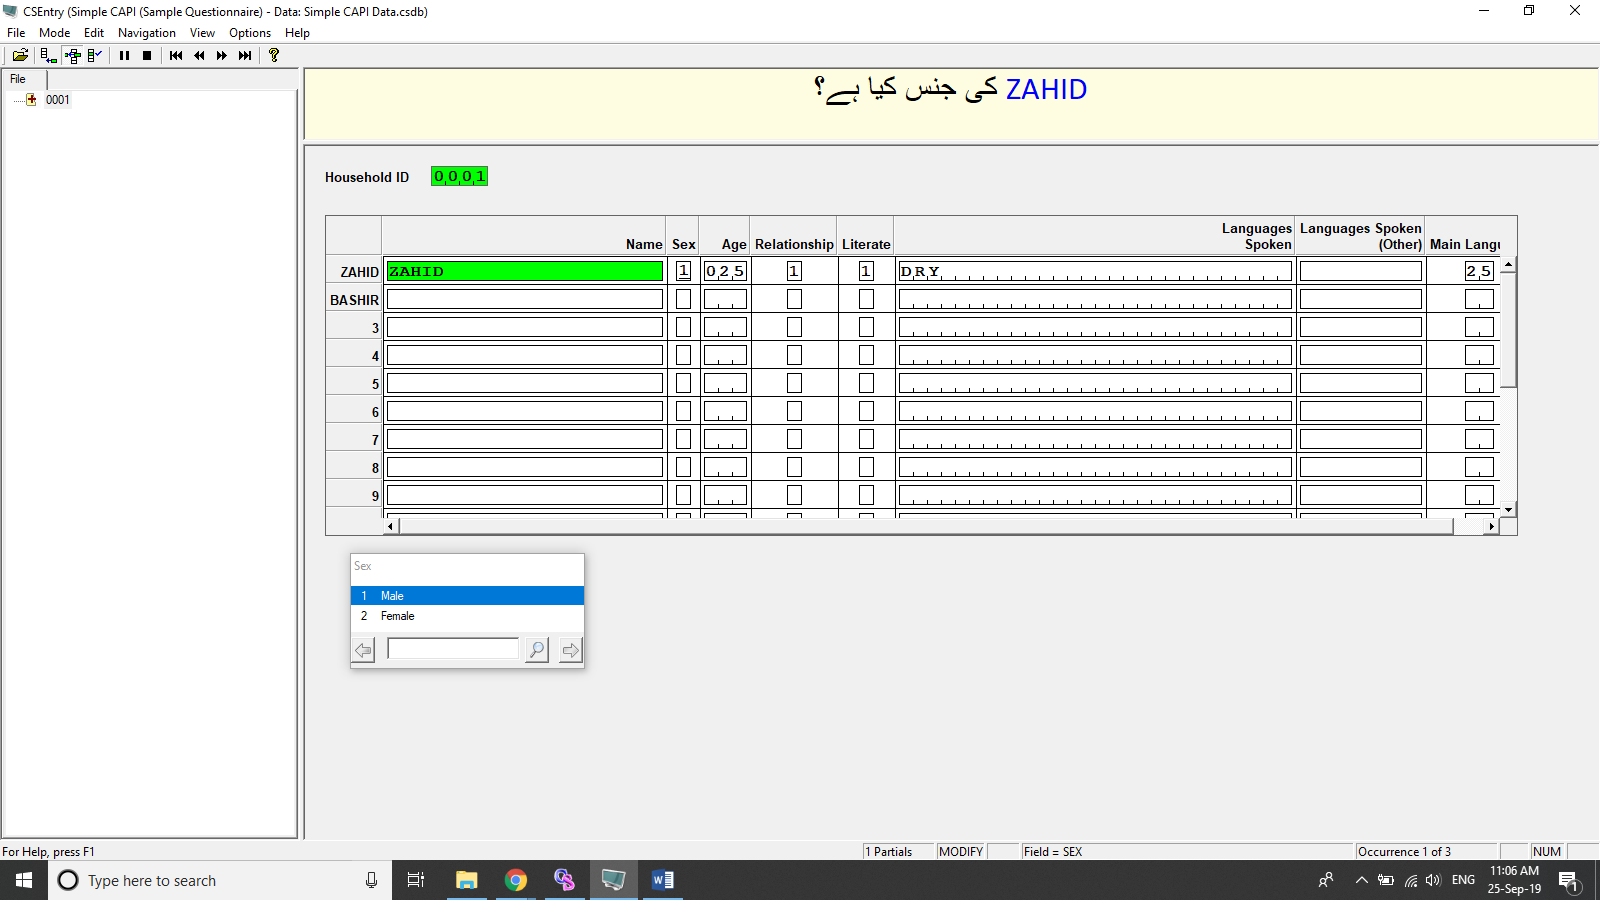 CSEntry (Simple CAPI (Sample Questionnaire) - Data: Simple CAPI Data.csdb)
File Mode Edit Navigation View Options Help
File
0001
ZAHID کی جنس کیا ہے؟
Household ID 0001
Languages Languages Spoken
Name Sex Age Relationship Literate Spoken (Other) Main Langu
ZAHID ZAHID 1 025 1 1 DRY 25
BASHIR
3
4
5
6
7
8
9
Sex
1 Male
2 Female
For Help, press F1 1 Partials MODIFY Field = SEX Occurrence 1 of 3 NUM
Type here to search ENG 11:06 AM
25-Sep-19 1